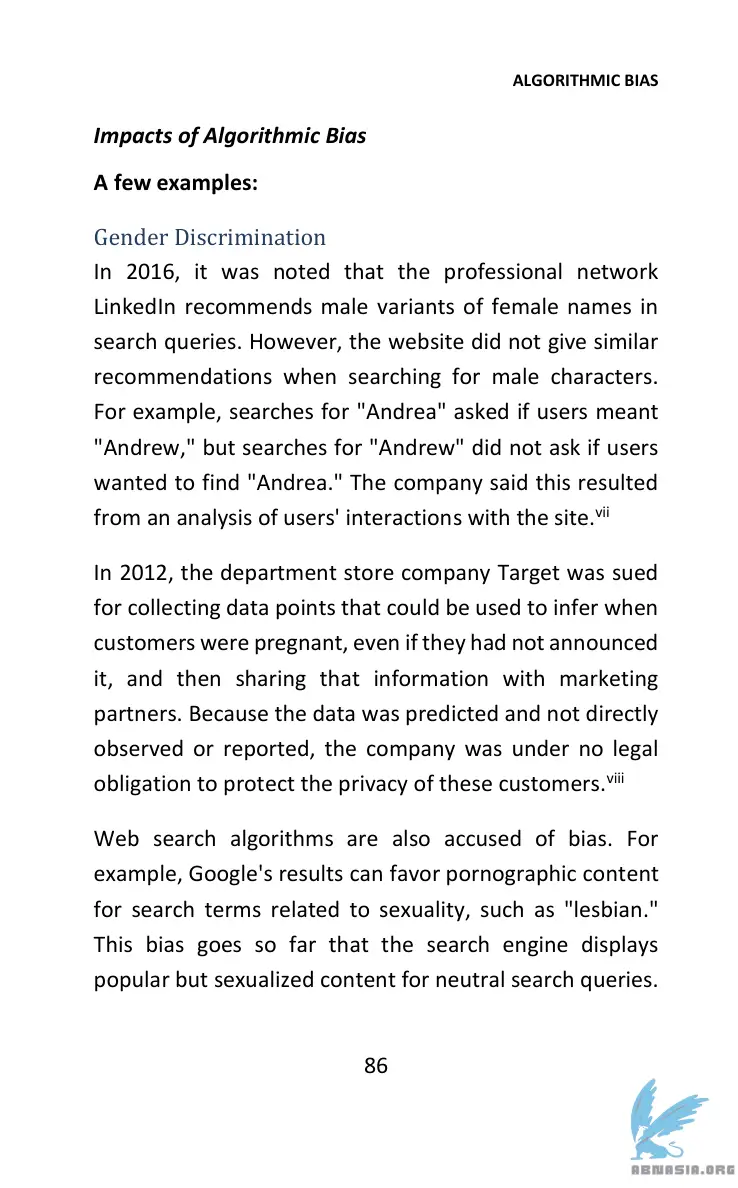 ALGORITHMIC BIAS
Impacts of Algorithmic Bias
A few examples:
Gender Discrimination
In 2016, it was noted that the professional network
LinkedIn recommends male variants of female names in
search queries. However, the website did not give similar
recommendations when searching for male characters.
For example, searches for "Andrea" asked if users meant
"Andrew," but searches for "Andrew" did not ask if users
wanted to find "Andrea." The company said this resulted
from an analysis of users' interactions with the site.vii
In 2012, the department store company Target was sued
for collecting data points that could be used to infer when
customers were pregnant, even if they had not announced
it, and then sharing that information with marketing
partners. Because the data was predicted and not directly
observed or reported, the company was under no legal
obligation to protect the privacy of these customers.viii
Web search algorithms are also accused of bias. For
example, Google's results can favor pornographic content
for search terms related to sexuality, such as "lesbian."
This bias goes so far that the search engine displays
popular but sexualized content for neutral search queries.
86
ABNASIA.ORG